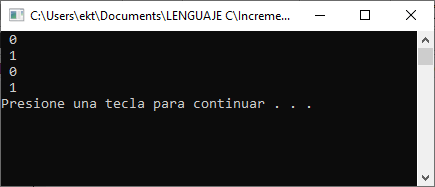 C:\Users\ekt\Documents\LENGUAJE C\Increme...
0
1
0
1
Presione una tecla para continuar . . .